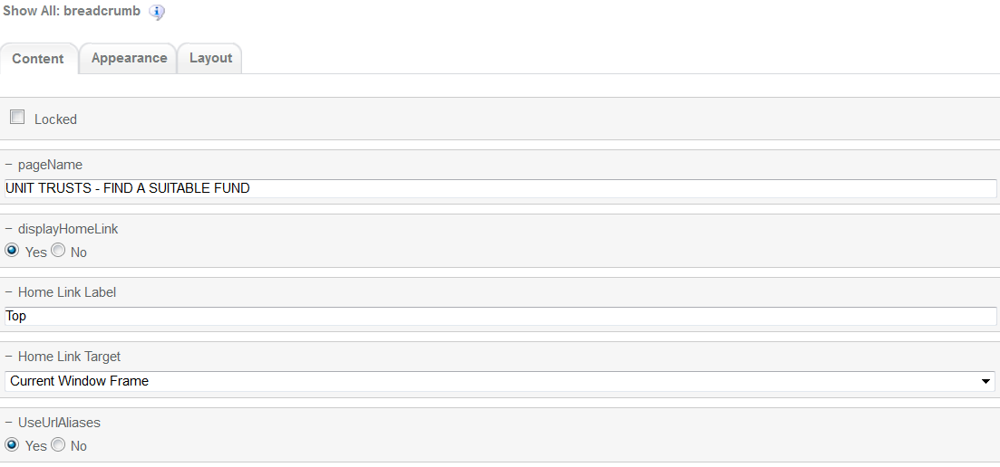 Show All: breadcrumb
Content Appearance Layout
Locked
− pageName
UNIT TRUSTS - FIND A SUITABLE FUND
− displayHomeLink
Yes No
− Home Link Label
Top
− Home Link Target
Current Window Frame
− UseUrlAliases
Yes No